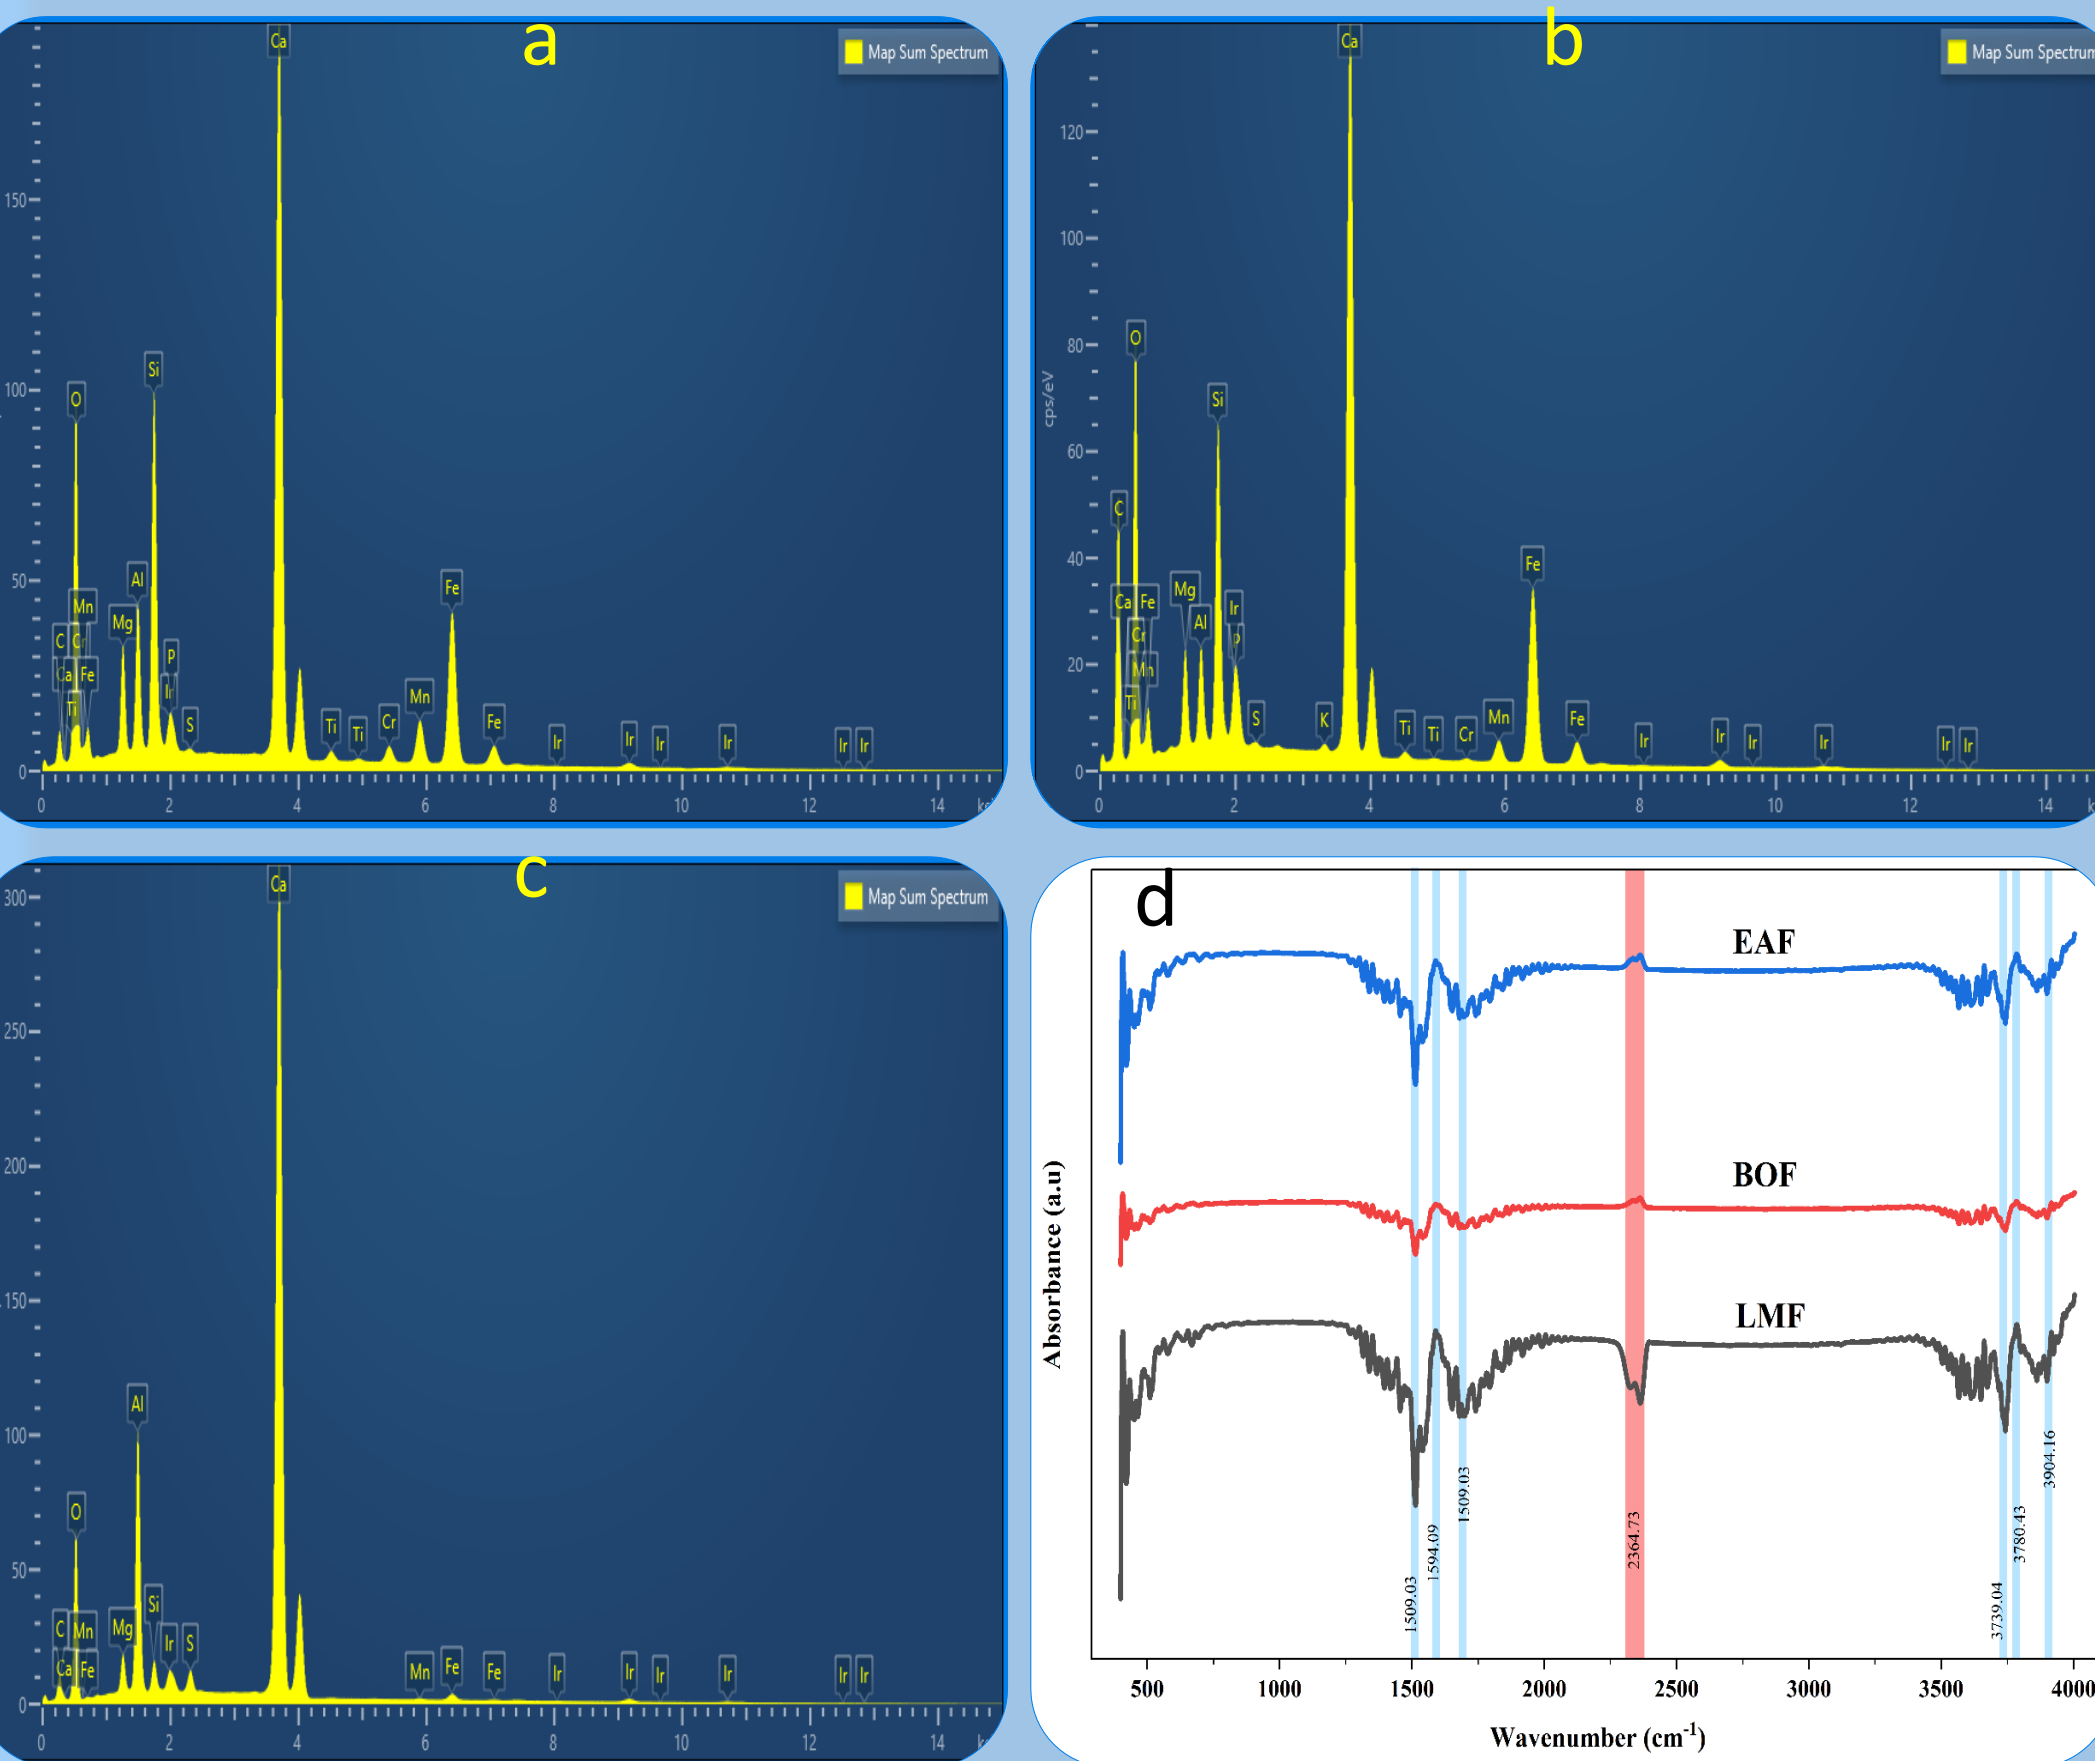 a
Map Sum Spectrum
Ca
150
100
50
0
Si
O
Al
Mn
Mg
C
Cr
P
Ca
Fe
Ir
Ti
S
Ti
Ti
Cr
Mn
Fe
Fe
Ir
Ir
Ir
Ir
Ir
Ir
0 2 4 6 8 10 12 14
b
Map Sum Spectrum
Ca
cps/eV
120
100
80
60
40
20
0
O
Si
C
Mg
Ca
Fe
Al
Ir
Cr
P
Mn
Ti
S
K
Ti
Ti
Cr
Mn
Fe
Fe
Ir
Ir
Ir
Ir
Ir
Ir
0 2 4 6 8 10 12 14
c
Map Sum Spectrum
Ca
300
250
200
150
100
50
0
Al
O
Si
C
Mn
Mg
Ir
S
Ca
Fe
Mn
Fe
Fe
Ir
Ir
Ir
Ir
Ir
Ir
0 2 4 6 8 10 12 14
d
EAF
BOF
LMF
Absorbance (a.u)
1509.03
1594.09
1509.03
2364.73
3739.04
3780.43
3904.16
500 1000 1500 2000 2500 3000 3500 4000
Wavenumber (cm-1)